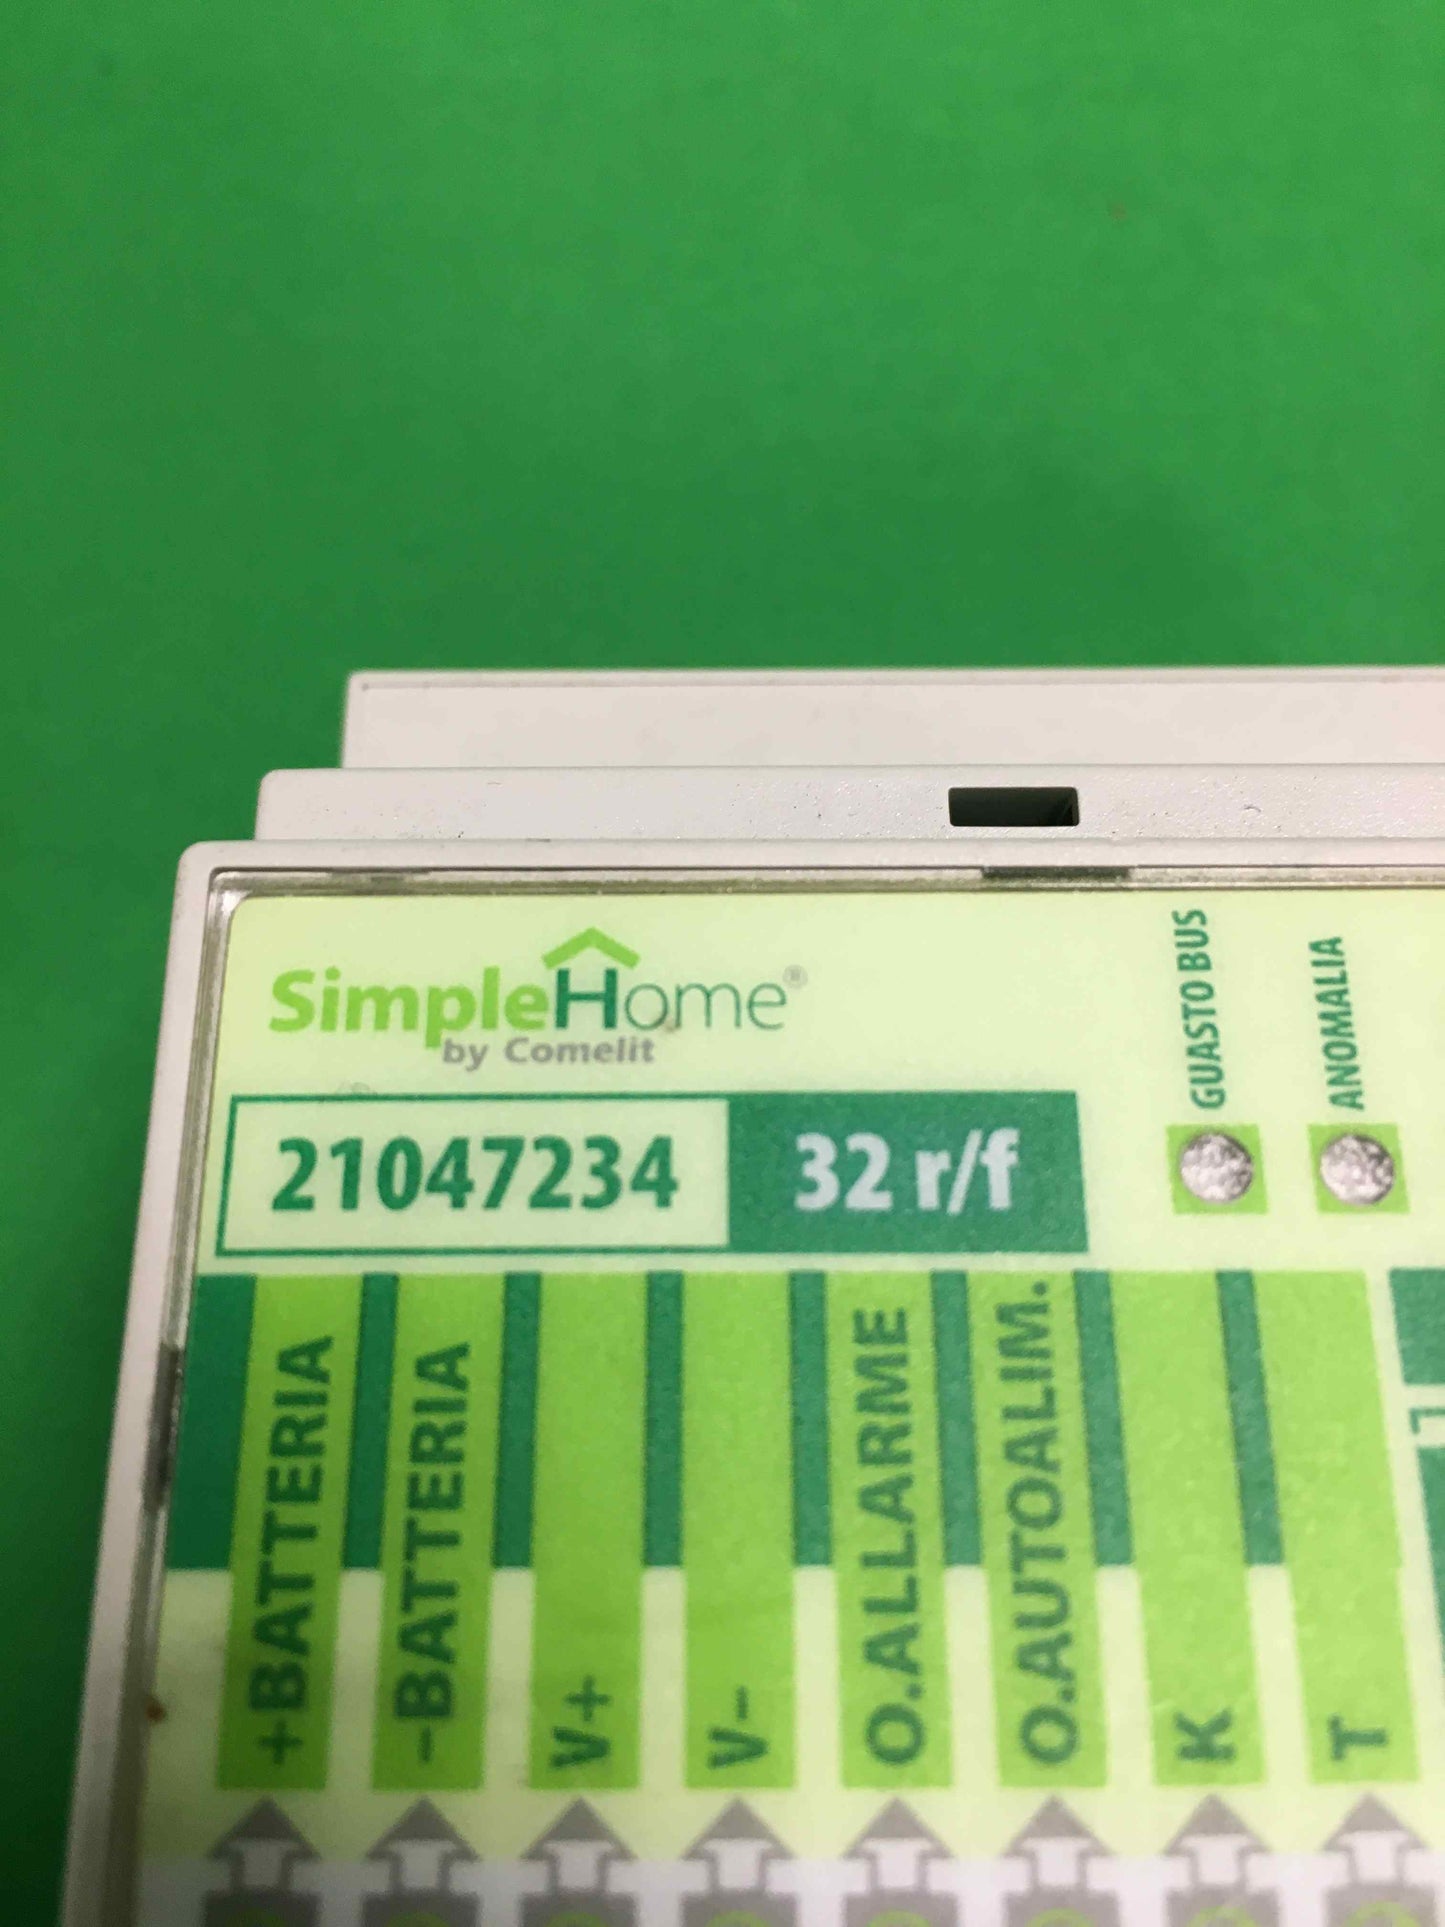 SimpleHome®
by Comelit
21047234
32 r/f
GUASTO BUS
ANOMALIA
+BATTERIA
-BATTERIA
V+
V-
O.ALLARME
O.AUTOALIM.
K
T